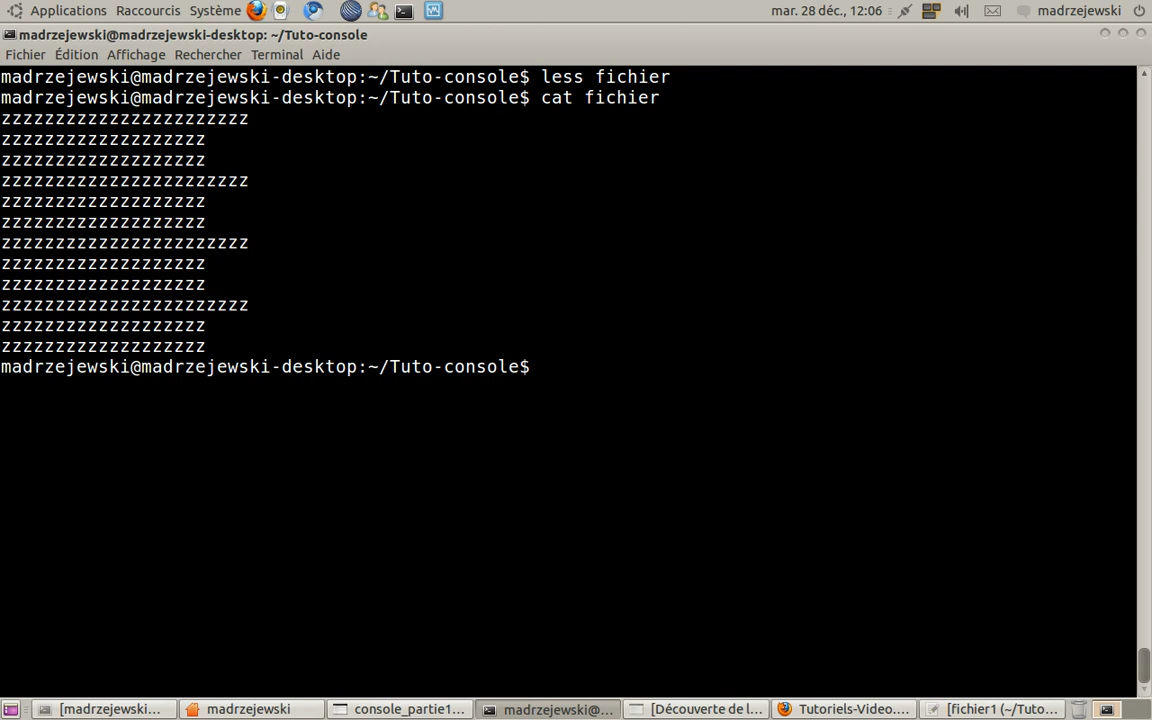 Applications Raccourcis Système mar. 28 déc., 12:06 madrzejewski
madrzejewski@madrzejewski-desktop: ~/Tuto-console
Fichier Édition Affichage Rechercher Terminal Aide
madrzejewski@madrzejewski-desktop:~/Tuto-console$ less fichier
madrzejewski@madrzejewski-desktop:~/Tuto-console$ cat fichier
zzzzzzzzzzzzzzzzzzzzzzz
zzzzzzzzzzzzzzzzzzz
zzzzzzzzzzzzzzzzzzz
zzzzzzzzzzzzzzzzzzzzzzz
zzzzzzzzzzzzzzzzzzz
zzzzzzzzzzzzzzzzzzz
zzzzzzzzzzzzzzzzzzzzzzz
zzzzzzzzzzzzzzzzzzz
zzzzzzzzzzzzzzzzzzz
zzzzzzzzzzzzzzzzzzzzzzz
zzzzzzzzzzzzzzzzzzz
zzzzzzzzzzzzzzzzzzz
madrzejewski@madrzejewski-desktop:~/Tuto-console$
[madrzejewski... madrzejewski console_partie1... madrzejewski@... [Découverte de l... Tutoriels-Video.... [fichier1 (~/Tuto...